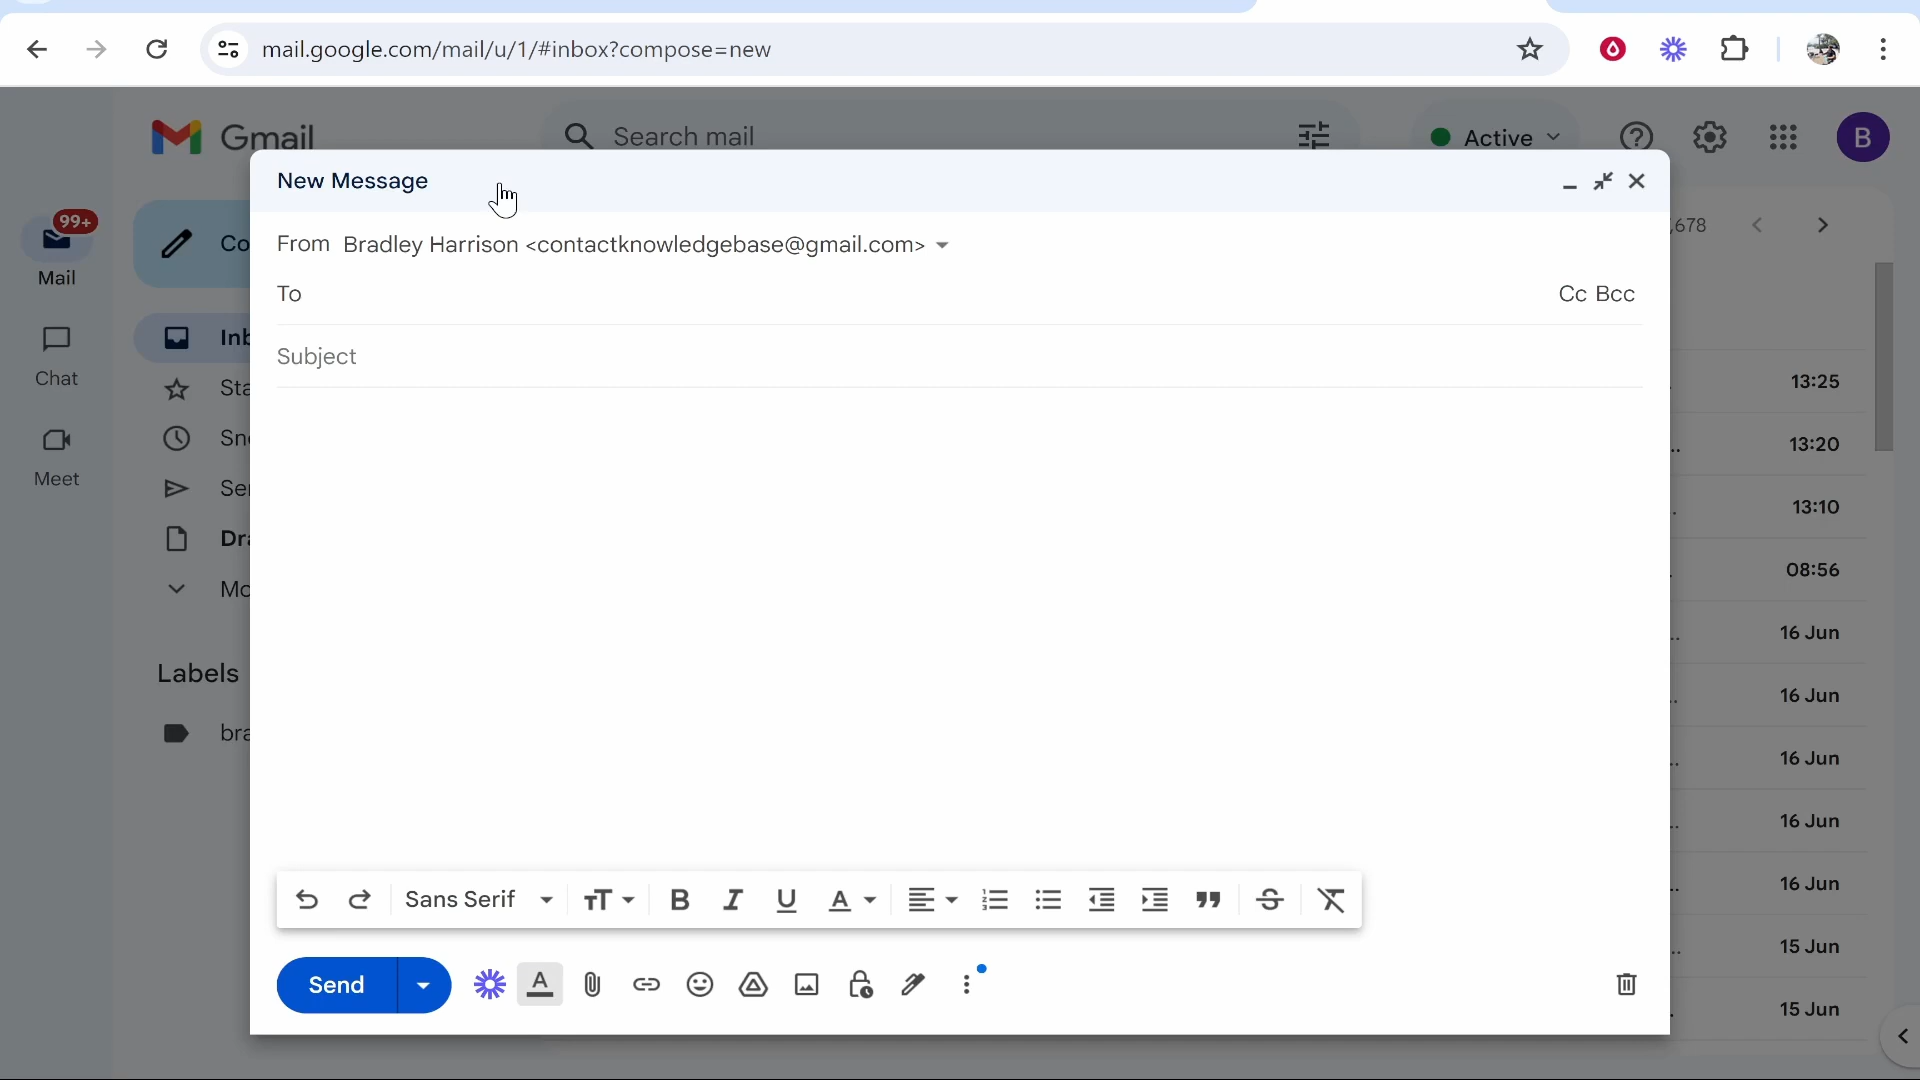 mail.google.com/mail/u/1/#inbox?compose=new
Gmail
Search mail
Active
B
99+
Mail
Chat
Meet
Co
Inb
Sta
Sno
Ser
Dra
Mo
Labels
bra
,678
New Message
From Bradley Harrison <contactknowledgebase@gmail.com>
To
Cc Bcc
Subject
Sans Serif
Send
13:25
13:20
13:10
08:56
16 Jun
16 Jun
16 Jun
16 Jun
16 Jun
15 Jun
15 Jun